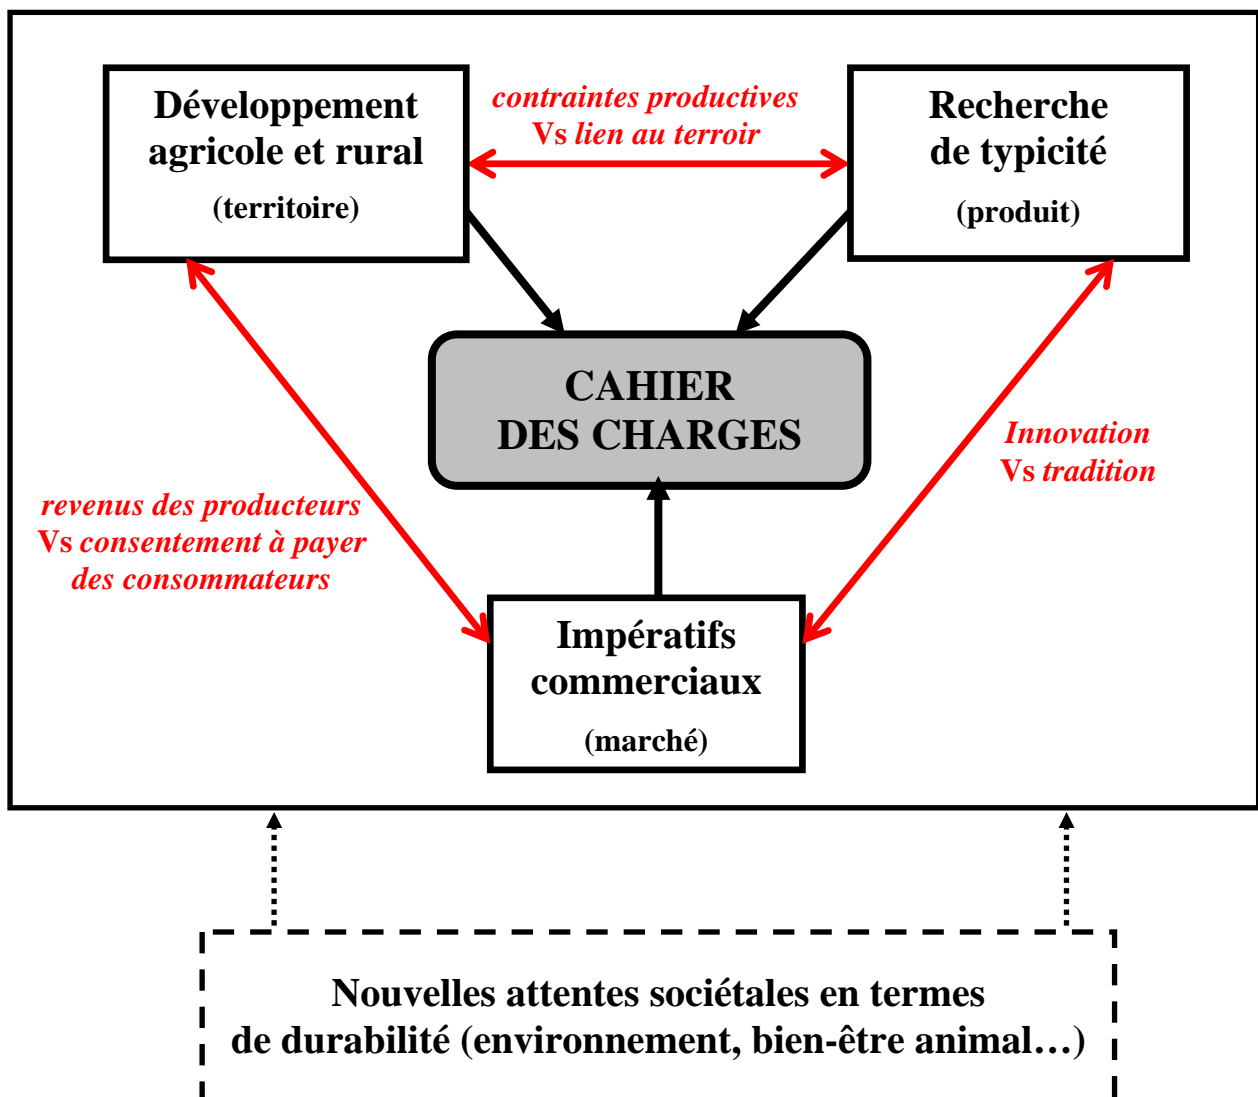 Développement
agricole et rural
(territoire)
contraintes productives
Vs lien au terroir
Recherche
de typicité
(produit)
CAHIER
DES CHARGES
Innovation
Vs tradition
revenus des producteurs
Vs consentement à payer
des consommateurs
Impératifs
commerciaux
(marché)
Nouvelles attentes sociétales en termes
de durabilité (environnement, bien-être animal…)